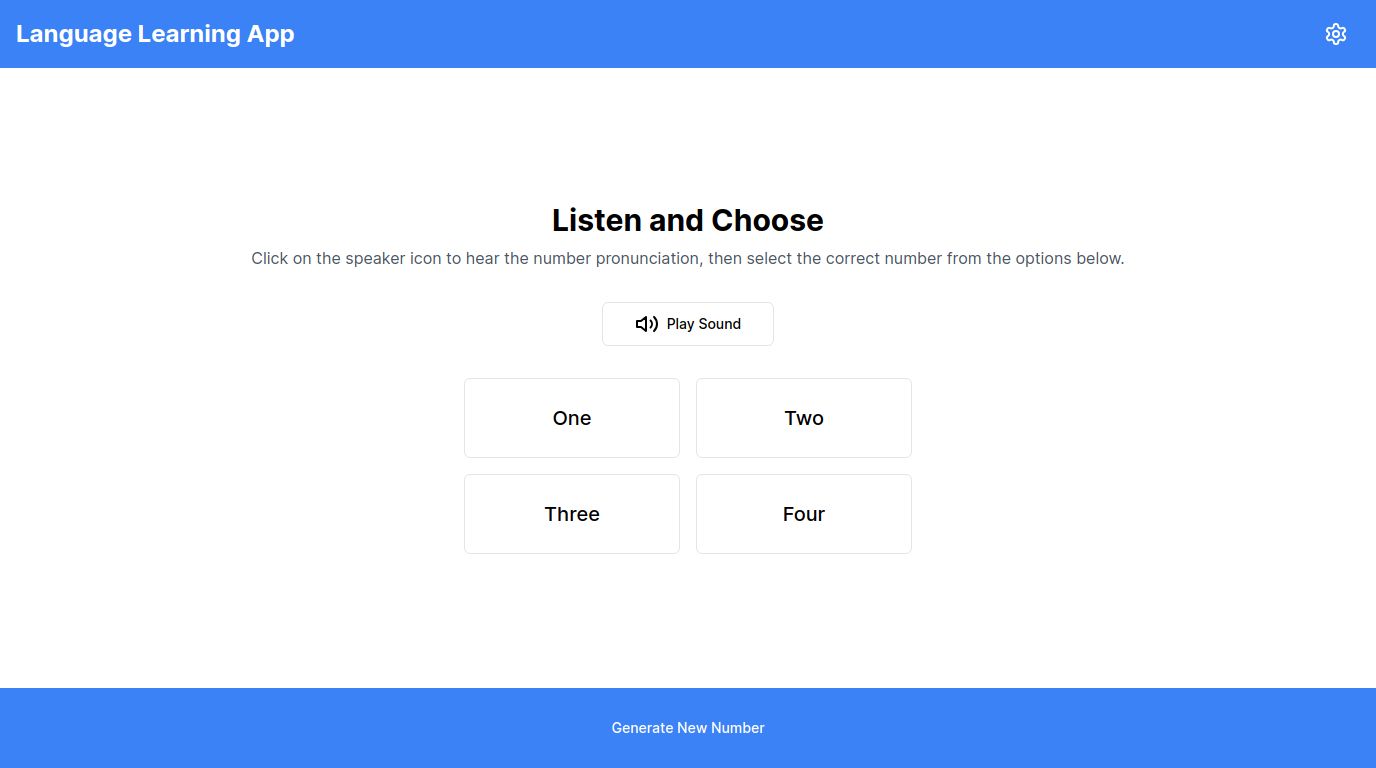 Language Learning App
Listen and Choose
Click on the speaker icon to hear the number pronunciation, then select the correct number from the options below.
Play Sound
One
Two
Three
Four
Generate New Number